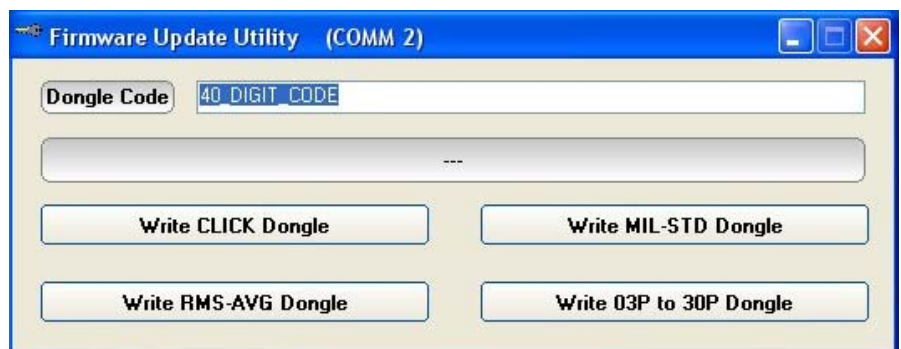 Firmware Update Utility (COMM 2)
Dongle Code 40_DIGIT_CODE
---
Write CLICK Dongle Write MIL-STD Dongle
Write RMS-AVG Dongle Write 03P to 30P Dongle